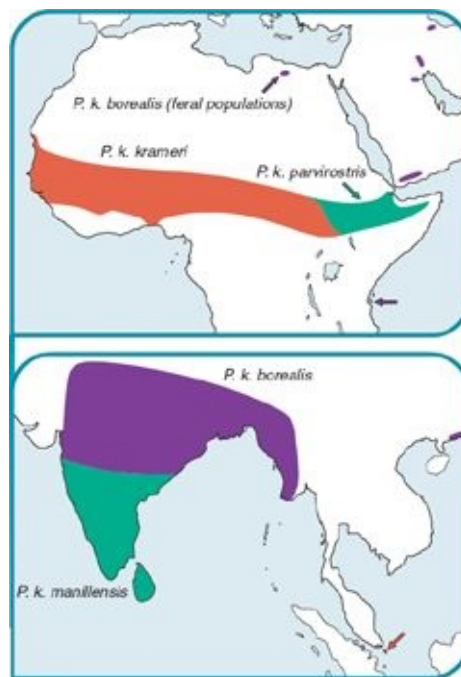 P. k. borealis (feral populations)
P. k. krameri
P. k. parvirostris
P. k. borealis
P. k. manillensis